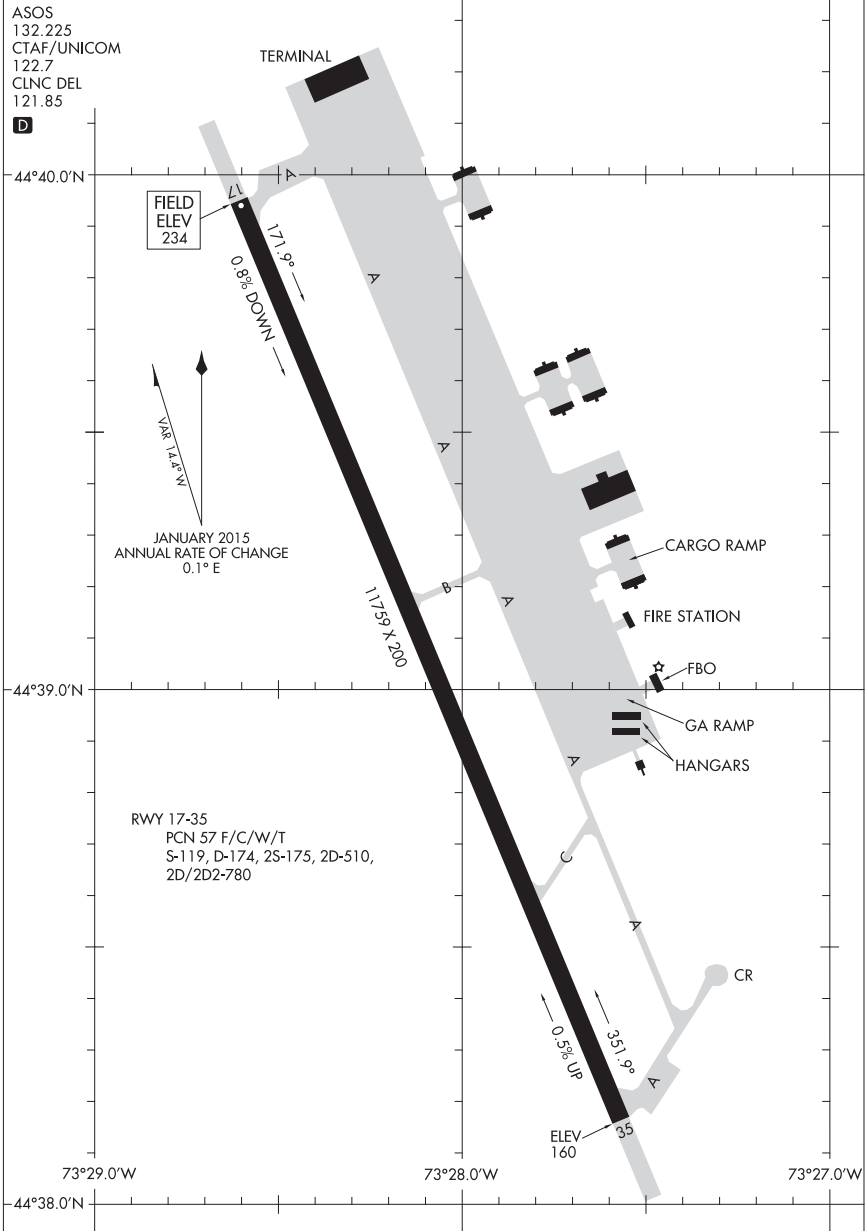 ASOS
132.225
CTAF/UNICOM
122.7
CLNC DEL
121.85
D
TERMINAL
44°40.0'N
A
17
FIELD
ELEV
234
171.9°
0.8% DOWN
A
VAR 14.4° W
A
JANUARY 2015
ANNUAL RATE OF CHANGE
0.1° E
CARGO RAMP
B
A
11759 X 200
FIRE STATION
FBO
44°39.0'N
GA RAMP
HANGARS
A
RWY 17-35
PCN 57 F/C/W/T
S-119, D-174, 2S-175, 2D-510,
2D/2D2-780
C
A
CR
0.5% UP
351.9°
A
ELEV
160
35
73°29.0'W
73°28.0'W
73°27.0'W
44°38.0'N